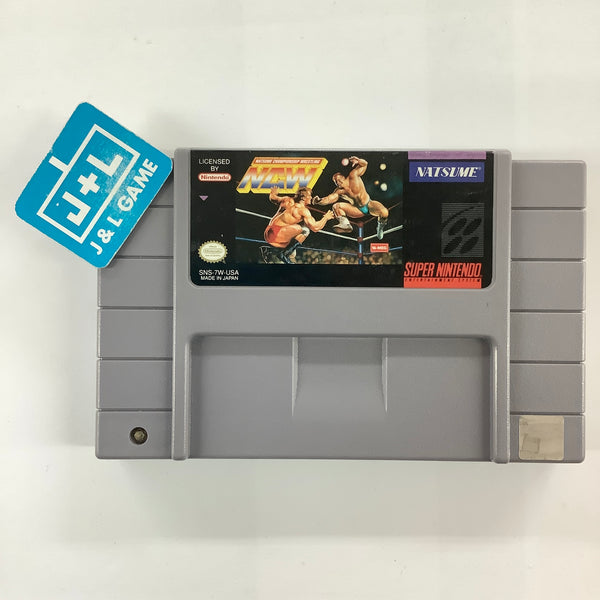 J+L
J & L GAME
LICENSED
BY
Nintendo
NATSUME CHAMPIONSHIP WRESTLING
NCW
NATSUME
SNS-7W-USA
MADE IN JAPAN
SUPER NINTENDO
ENTERTAINMENT SYSTEM